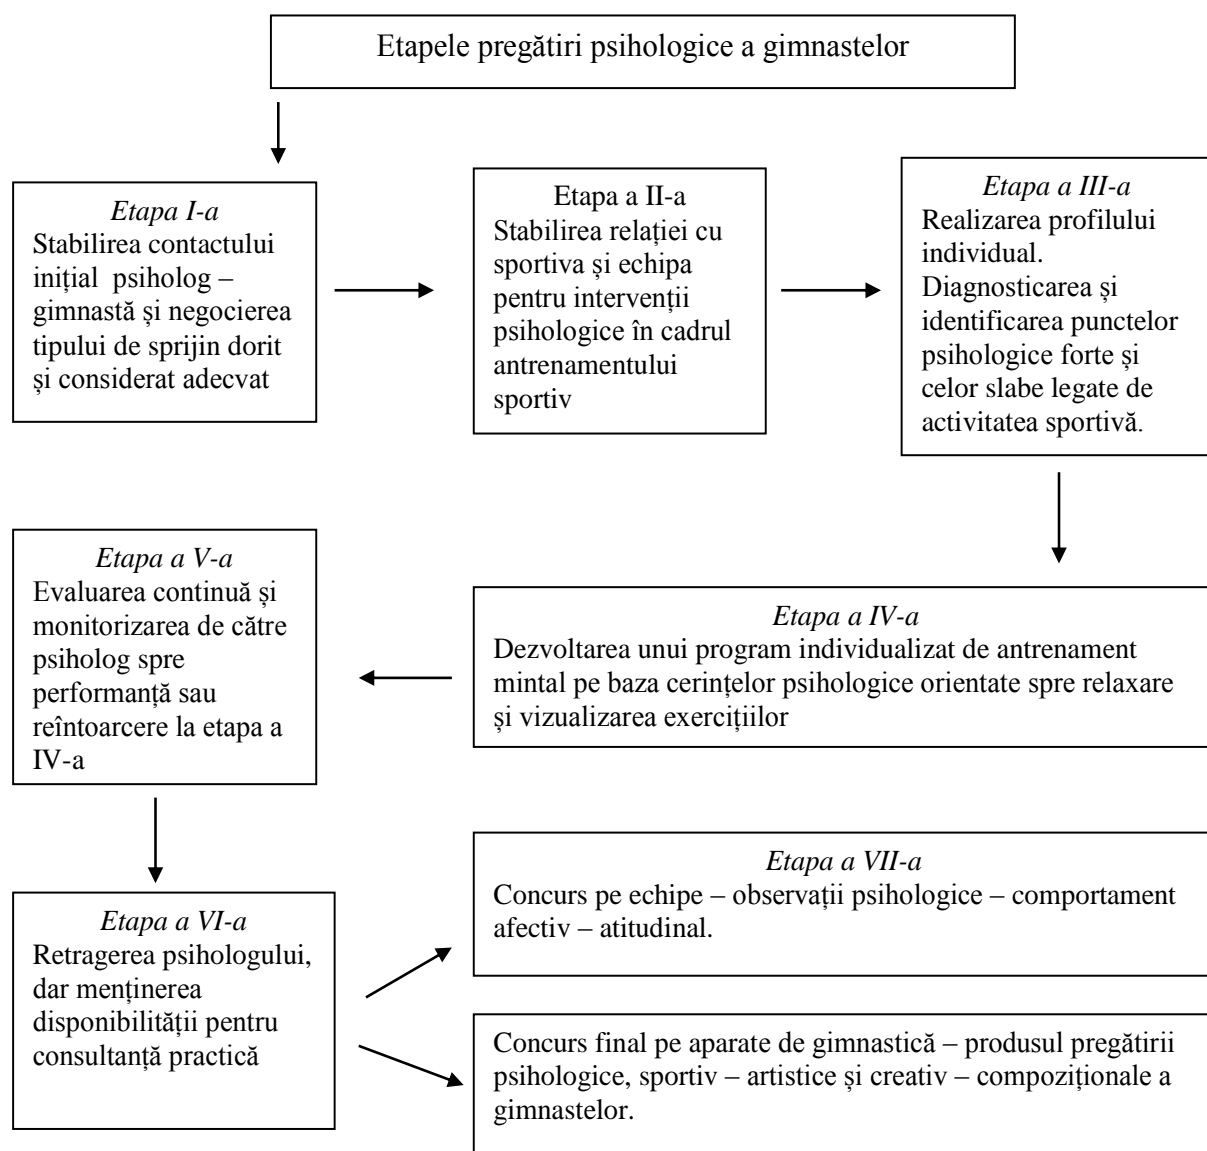 Etapele pregătiri psihologice a gimnastelor
Etapa I-a
Stabilirea contactului
inițial psiholog –
gimnastă și negocierea
tipului de sprijin dorit
și considerat adecvat
Etapa a II-a
Stabilirea relației cu
sportiva și echipa
pentru intervenții
psihologice în cadrul
antrenamentului
sportiv
Etapa a III-a
Realizarea profilului
individual.
Diagnosticarea și
identificarea punctelor
psihologice forte și
celor slabe legate de
activitatea sportivă.
Etapa a IV-a
Dezvoltarea unui program individualizat de antrenament
mintal pe baza cerințelor psihologice orientate spre relaxare
și vizualizarea exercițiilor
Etapa a V-a
Evaluarea continuă și
monitorizarea de către
psiholog spre
performanță sau
reîntoarcere la etapa a
IV-a
Etapa a VI-a
Retragerea psihologului,
dar menținerea
disponibilității pentru
consultanță practică
Etapa a VII-a
Concurs pe echipe – observații psihologice – comportament
afectiv – atitudinal.
Concurs final pe aparate de gimnastică – produsul pregătirii
psihologice, sportiv – artistice și creativ – compoziționale a
gimnastelor.